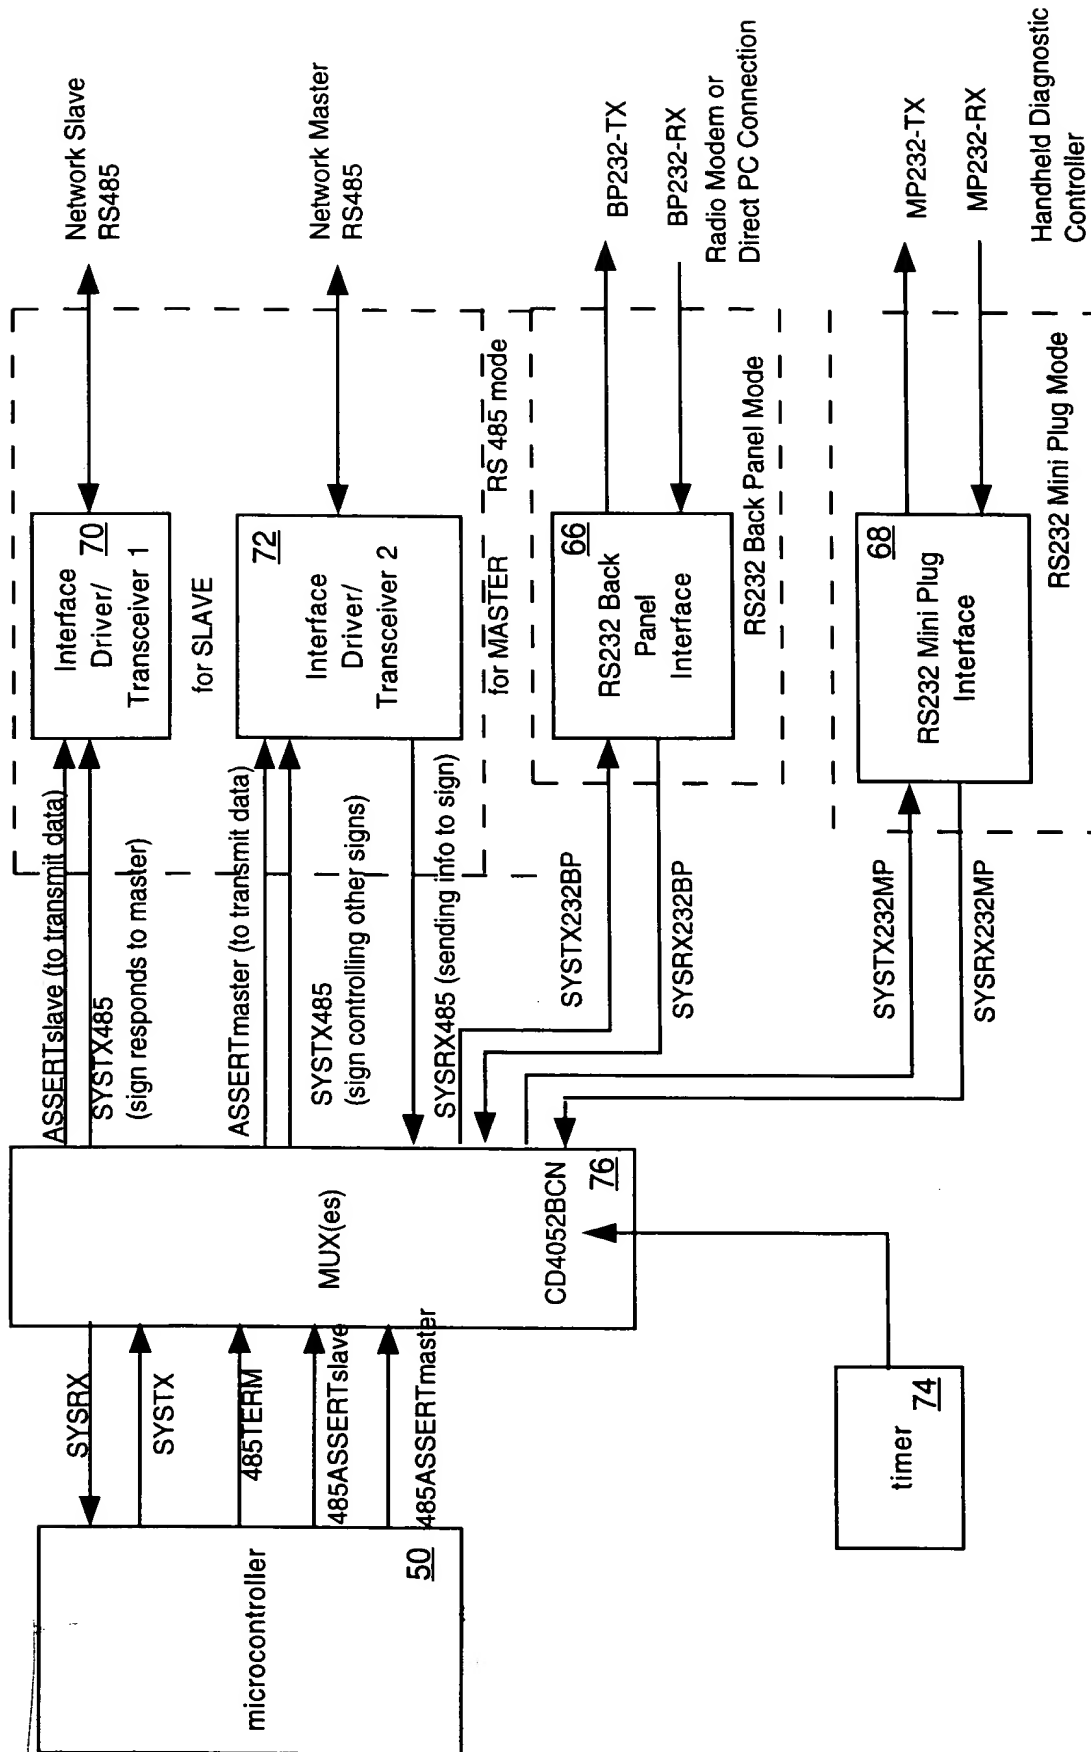 microcontroller
50
SYSRX
SYSTX
485TERM
485ASSERTslave
485ASSERTmaster
MUX(es)
CD4052BCN
76
timer
74
ASSERTslave (to transmit data)
SYSTX485
(sign responds to master)
ASSERTmaster (to transmit data)
SYSTX485
(sign controlling other signs)
SYSRX485 (sending info to sign)
SYSTX232BP
SYSRX232BP
SYSTX232MP
SYSRX232MP
Interface
Driver/
Transceiver 1
70
for SLAVE
Interface
Driver/
Transceiver 2
72
for MASTER
RS 485 mode
RS232 Back
Panel
Interface
66
RS232 Back Panel Mode
RS232 Mini Plug
Interface
68
RS232 Mini Plug Mode
Network Slave
RS485
Network Master
RS485
BP232-TX
BP232-RX
Radio Modem or
Direct PC Connection
MP232-TX
MP232-RX
Handheld Diagnostic
Controller